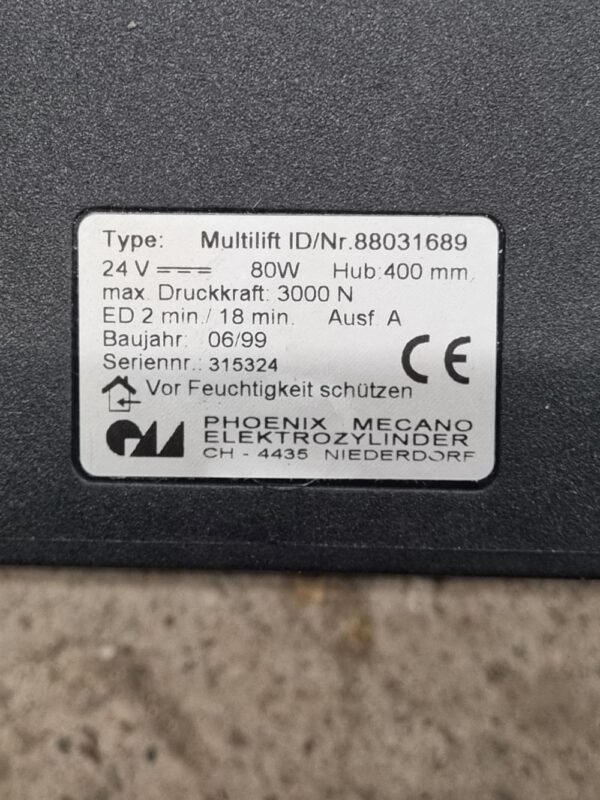 Type: Multilift ID/Nr.88031689
24 V 80W Hub:400 mm
max. Druckkraft: 3000 N
ED 2 min./ 18 min. Ausf. A
Baujahr: 06/99
Seriennr.: 315324
CE
Vor Feuchtigkeit schützen
PHOENIX MECANO
ELEKTROZYLINDER
CH - 4435 NIEDERDORF